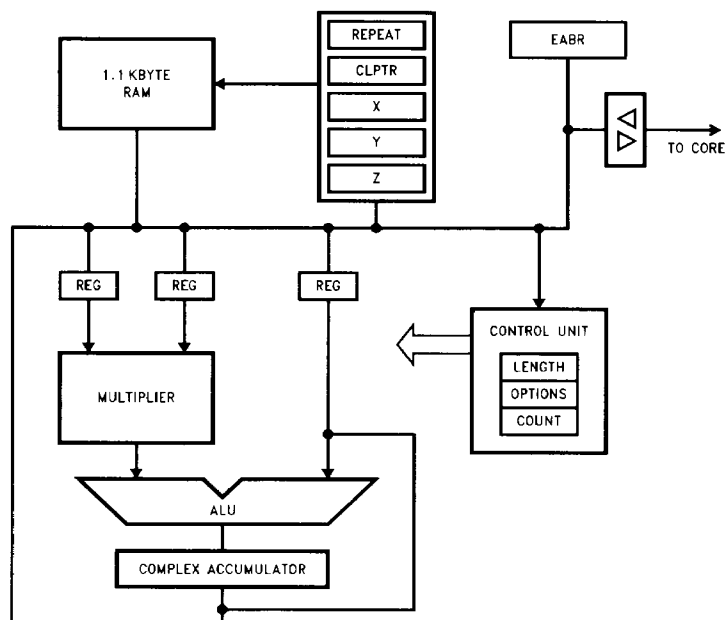 REPEAT
CLPTR
X
Y
Z
1.1 KBYTE
RAM
EABR
TO CORE
REG
REG
REG
CONTROL UNIT
LENGTH
OPTIONS
COUNT
MULTIPLIER
ALU
COMPLEX ACCUMULATOR